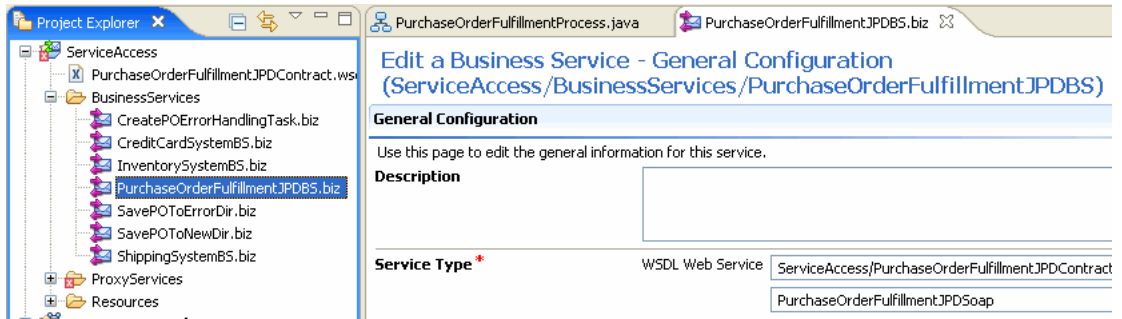 Project Explorer
ServiceAccess
PurchaseOrderFulfillmentJPDContract.ws
BusinessServices
CreatePOErrorHandlingTask.biz
CreditCardSystemBS.biz
InventorySystemBS.biz
PurchaseOrderFulfillmentJPDBS.biz
SavePOToErrorDir.biz
SavePOToNewDir.biz
ShippingSystemBS.biz
ProxyServices
Resources
PurchaseOrderFulfillmentProcess.java
PurchaseOrderFulfillmentJPDBS.biz
Edit a Business Service - General Configuration
(ServiceAccess/BusinessServices/PurchaseOrderFulfillmentJPDBS)
General Configuration
Use this page to edit the general information for this service.
Description
Service Type * WSDL Web Service ServiceAccess/PurchaseOrderFulfillmentJPDContract
PurchaseOrderFulfillmentJPDSoap